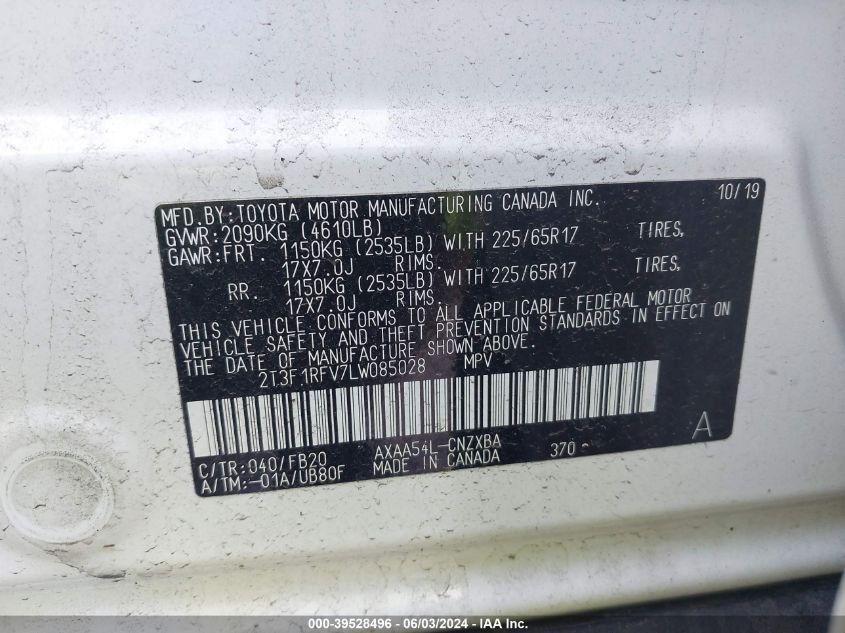 MFD.BY:TOYOTA MOTOR MANUFACTURING CANADA INC. 10/19
GVWR:2090KG (4610LB)
GAWR:FRT. 1150KG (2535LB) WITH 225/65R17 TIRES,
17X7.0J RIMS.
RR. 1150KG (2535LB) WITH 225/65R17 TIRES,
17X7.0J RIMS.
THIS VEHICLE CONFORMS TO ALL APPLICABLE FEDERAL MOTOR
VEHICLE SAFETY AND THEFT PREVENTION STANDARDS IN EFFECT ON
DATE OF MANUFACTURE SHOWN ABOVE.
2T3F1RFV7LW085028 MPV
C/TR:040/FB20 AXAA54L-CNZXBA 370 A
A/TM:-01A/UB80F MADE IN CANADA
000-39528496 - 06/03/2024 - IAA Inc.